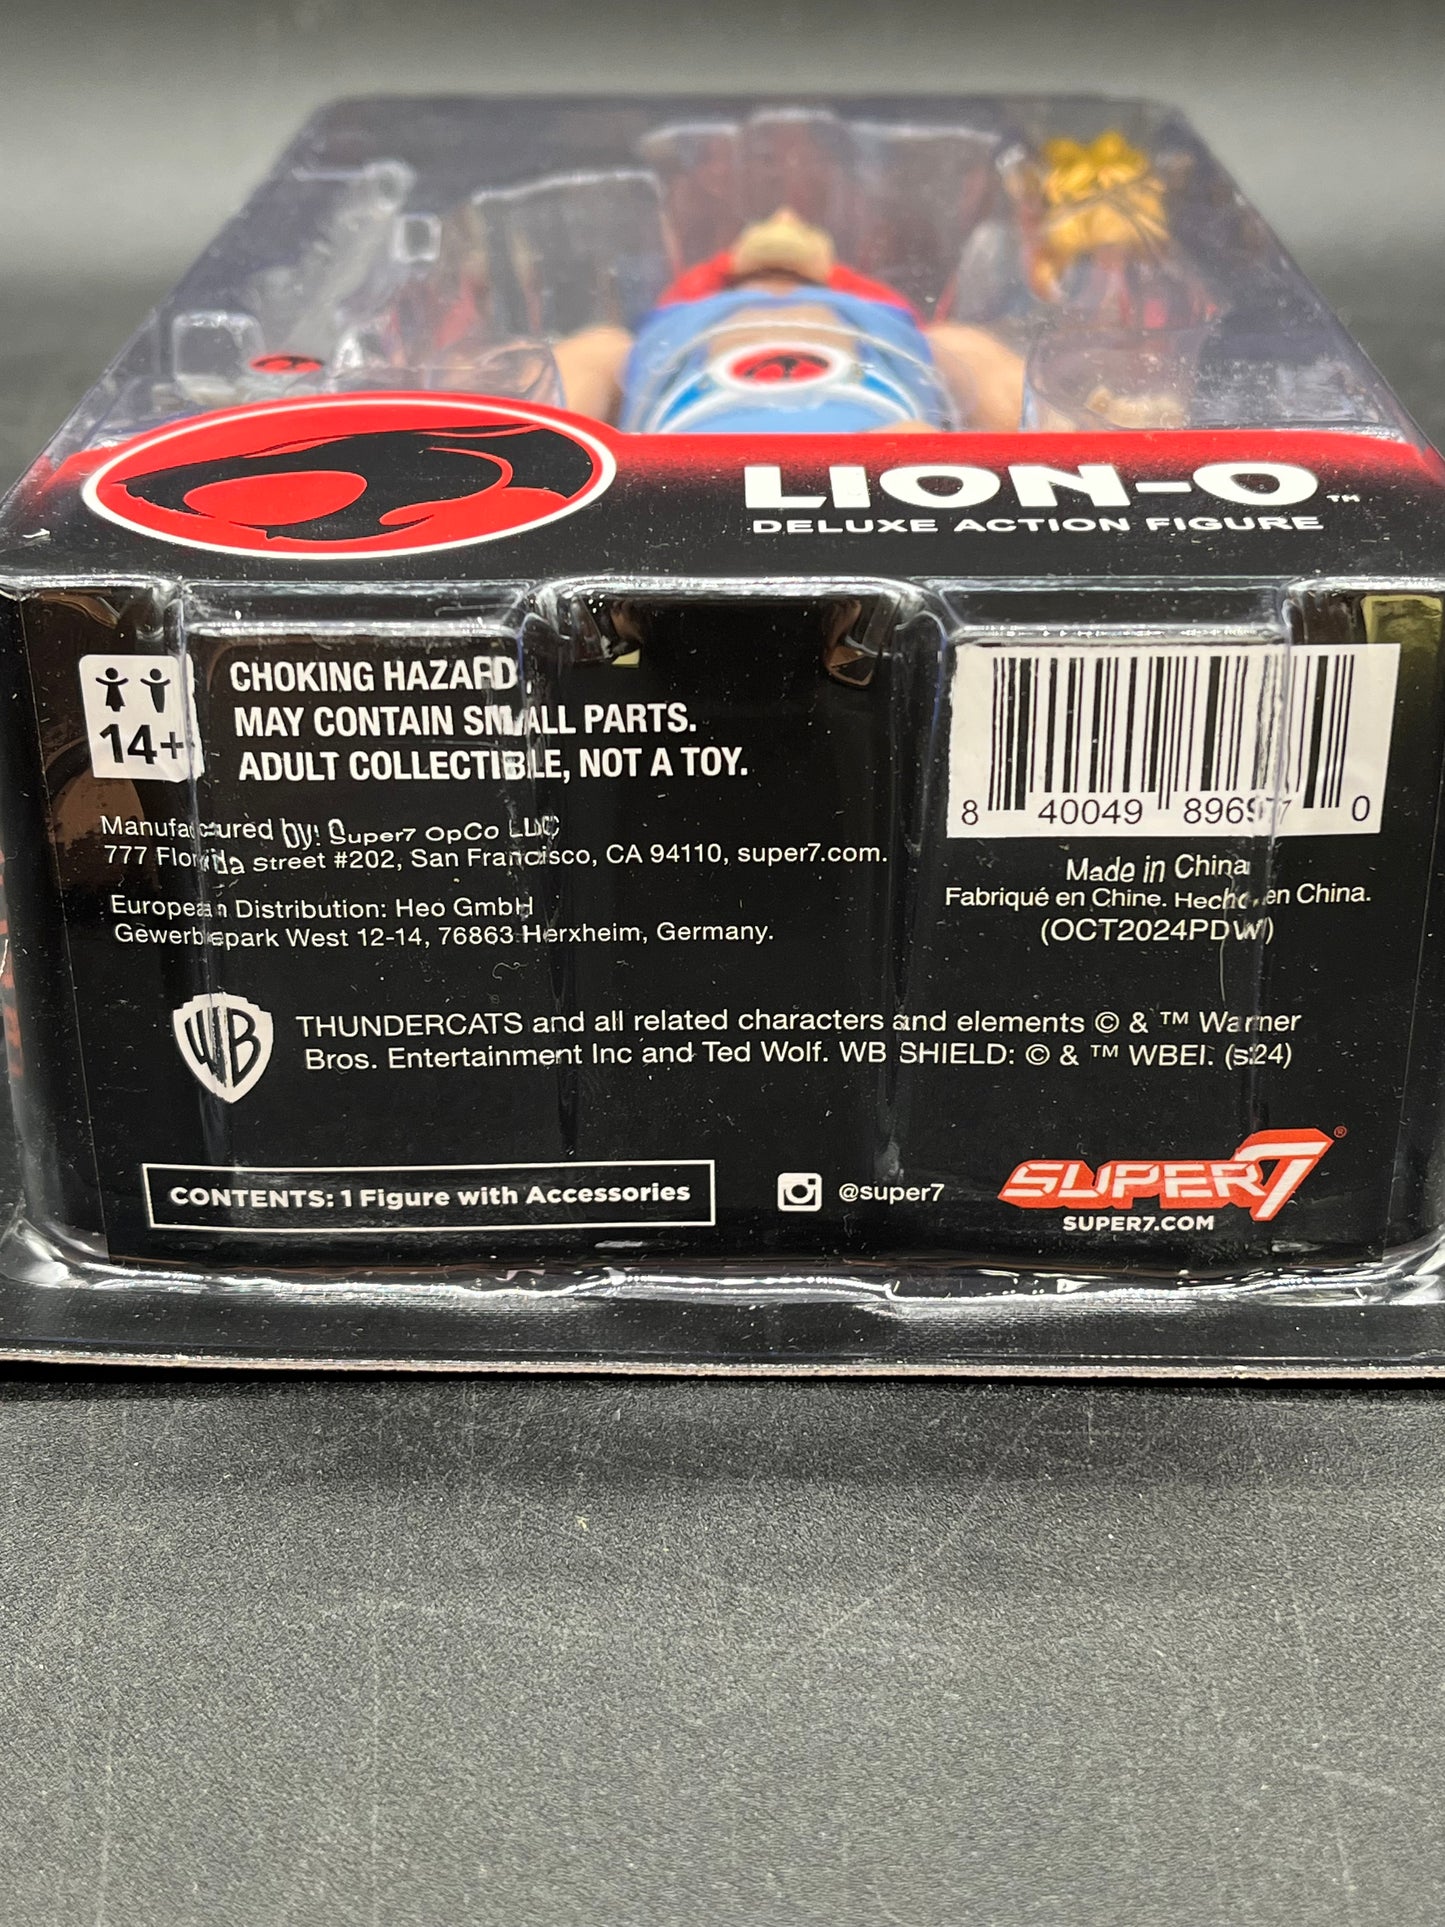 LION-O™
DELUXE ACTION FIGURE
14+
CHOKING HAZARD.
MAY CONTAIN SMALL PARTS.
ADULT COLLECTIBLE, NOT A TOY.
Manufactured by: Super7 OpCo LLC
777 Florida Street #202, San Francisco, CA 94110, super7.com.
European Distribution: Heo GmbH
Gewerbepark West 12-14, 76863 Herxheim, Germany.
8 40049 89697 0
Made in China
Fabriqué en Chine. Hecho en China.
(OCT2024PDW)
WB
THUNDERCATS and all related characters and elements © & ™ Warner
Bros. Entertainment Inc and Ted Wolf. WB SHIELD: © & ™ WBEI. (s24)
CONTENTS: 1 Figure with Accessories
@super7
SUPER7®
SUPER7.COM